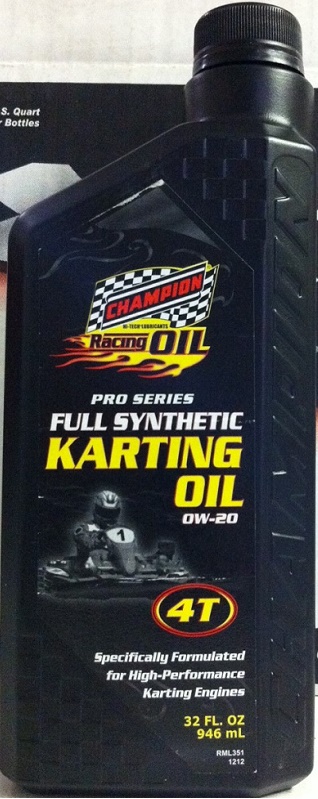 S. Quart
Bottles
CHAMPION
HI-TECH LUBRICANTS
Racing OIL
PRO SERIES
FULL SYNTHETIC
KARTING
OIL
0W-20
1
4T
Specifically Formulated
for High-Performance
Karting Engines
32 FL. OZ
946 mL
RML351
1212
CHAMPION